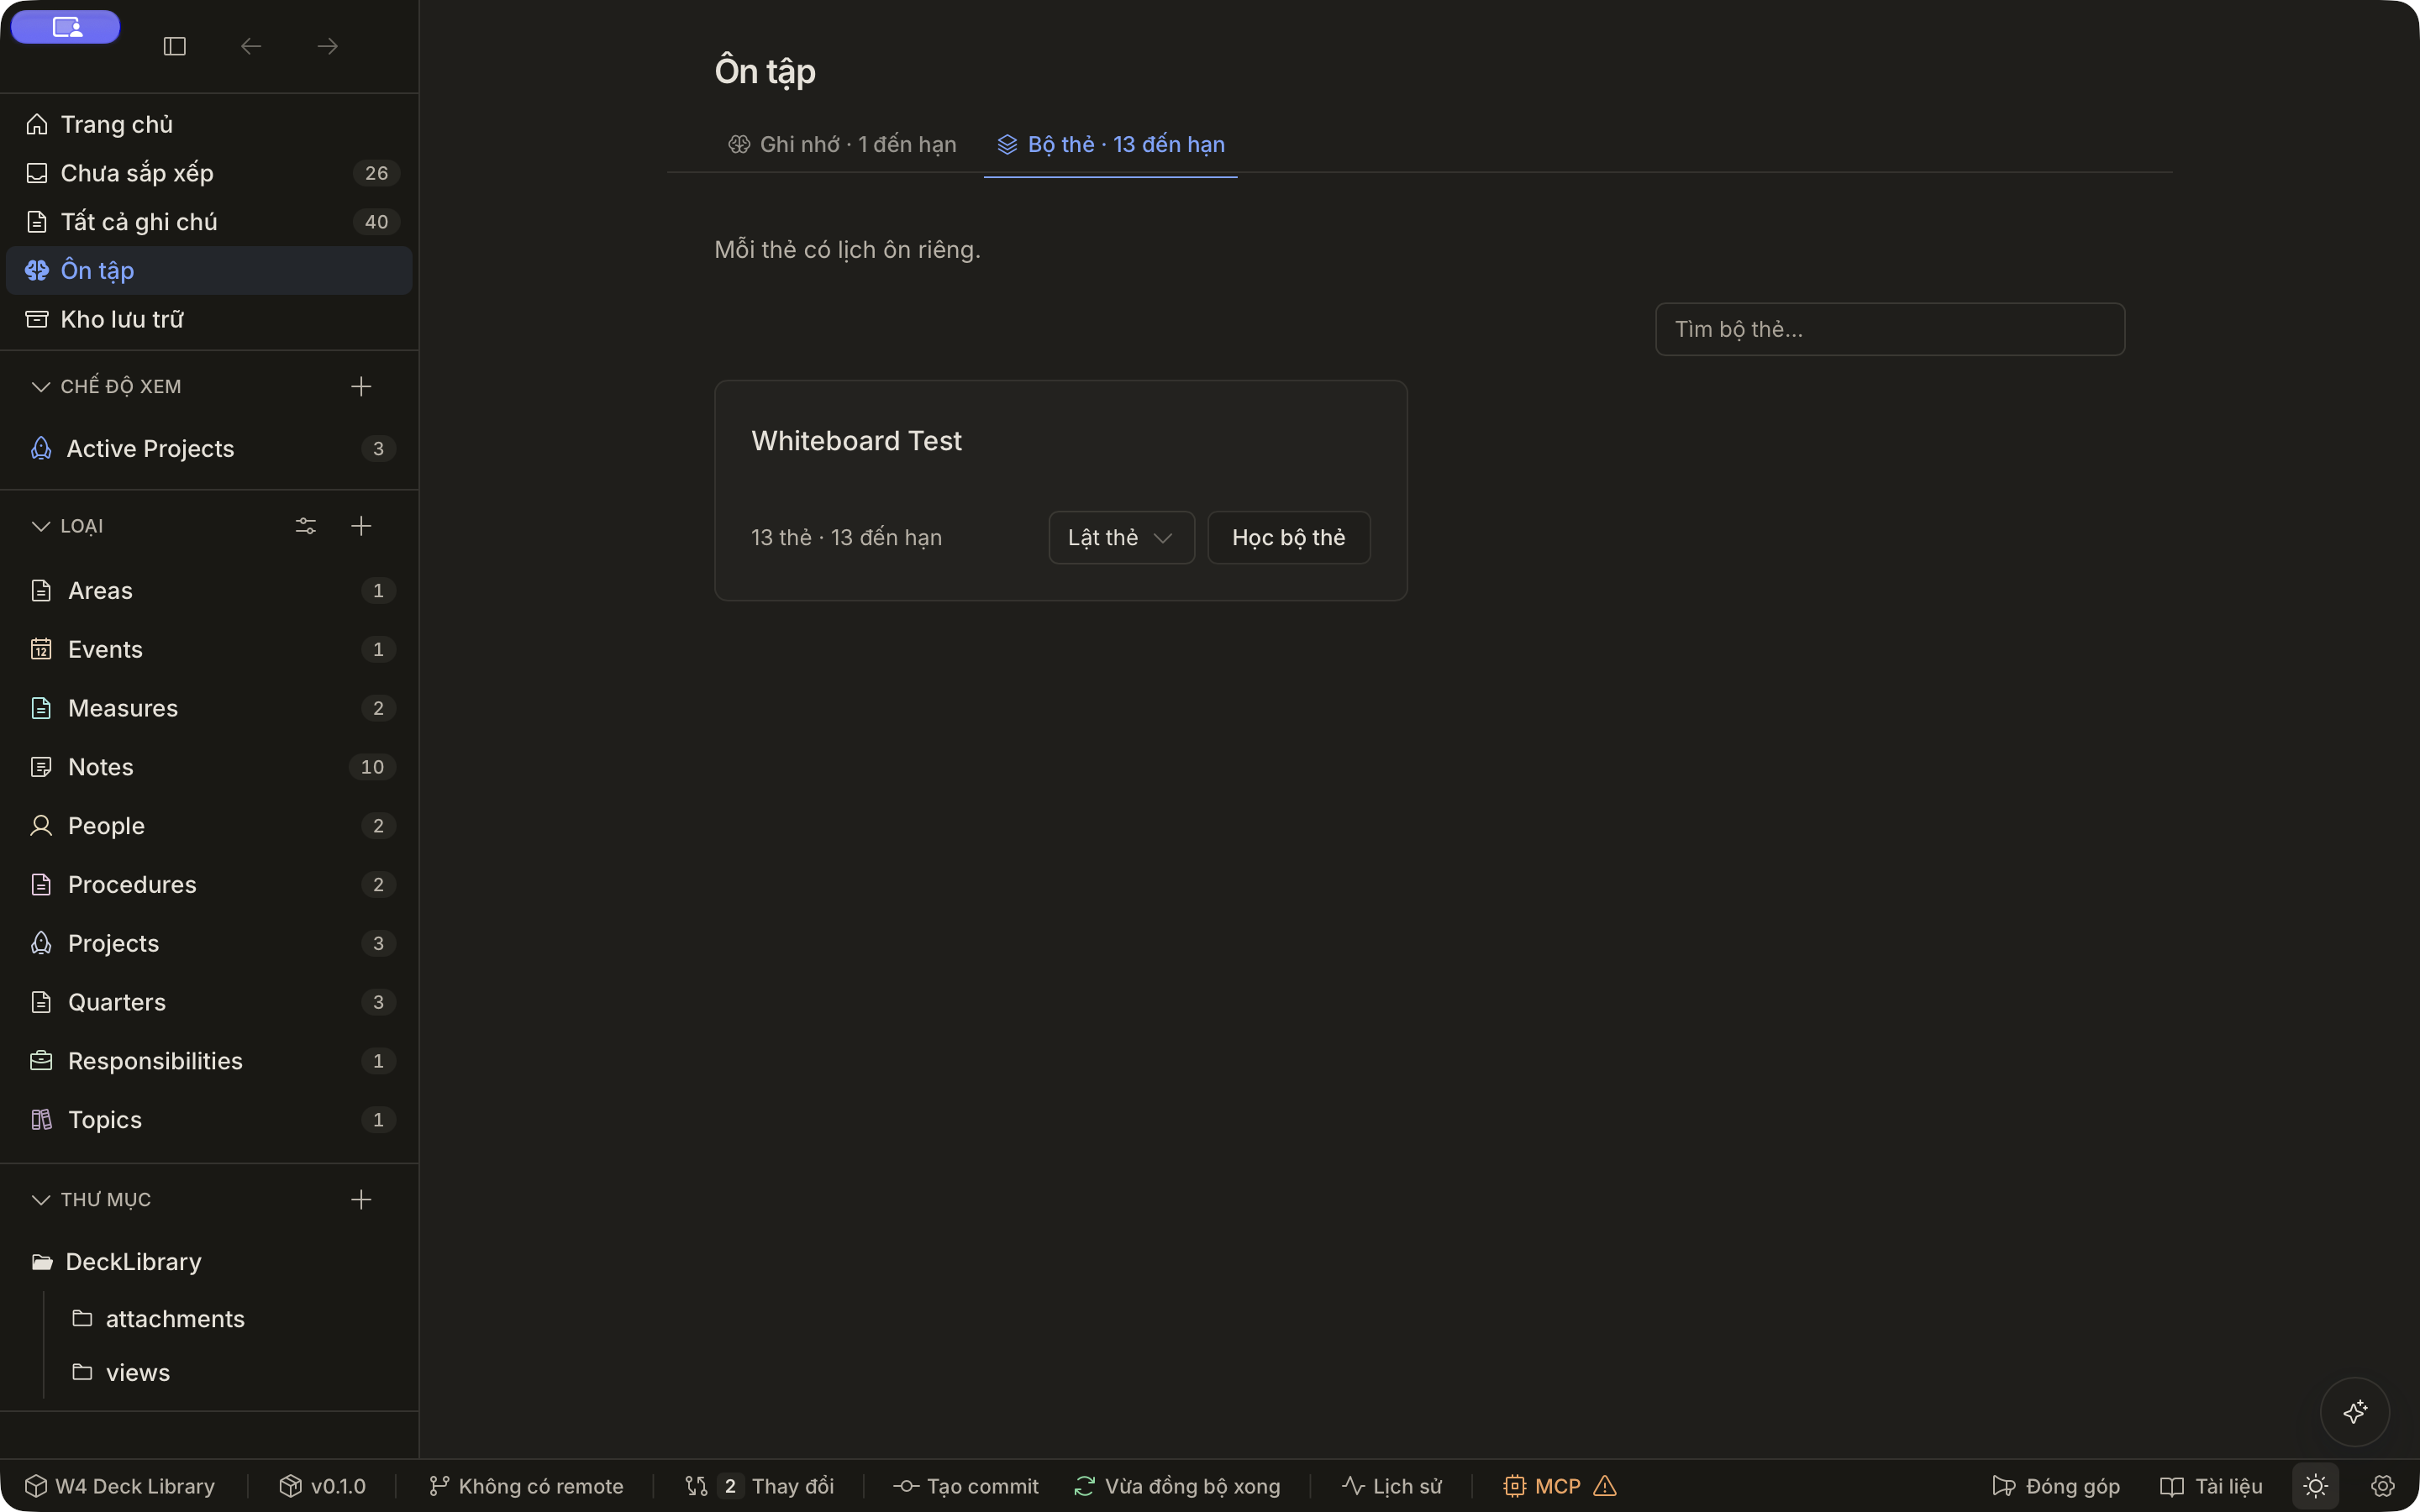 Trang chủ
Chưa sắp xếp 26
Tất cả ghi chú 40
Ôn tập
Kho lưu trữ
CHẾ ĐỘ XEM
Active Projects 3
LOẠI
Areas 1
Events 1
Measures 2
Notes 10
People 2
Procedures 2
Projects 3
Quarters 3
Responsibilities 1
Topics 1
THƯ MỤC
DeckLibrary
attachments
views
Ôn tập
Ghi nhớ · 1 đến hạn
Bộ thẻ · 13 đến hạn
Mỗi thẻ có lịch ôn riêng.
Tìm bộ thẻ...
Whiteboard Test
13 thẻ · 13 đến hạn
Lật thẻ
Học bộ thẻ
W4 Deck Library
v0.1.0
Không có remote
2 Thay đổi
Tạo commit
Vừa đồng bộ xong
Lịch sử
MCP
Đóng góp
Tài liệu